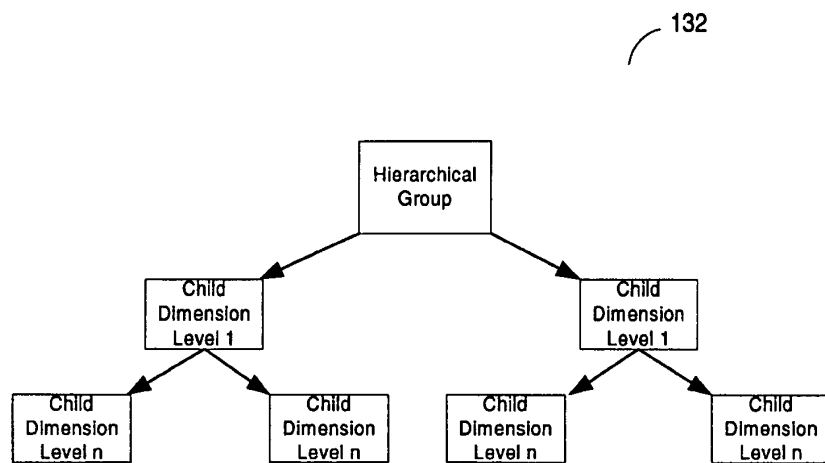 132
Hierarchical
Group
Child
Dimension
Level 1
Child
Dimension
Level 1
Child
Dimension
Level n
Child
Dimension
Level n
Child
Dimension
Level n
Child
Dimension
Level n